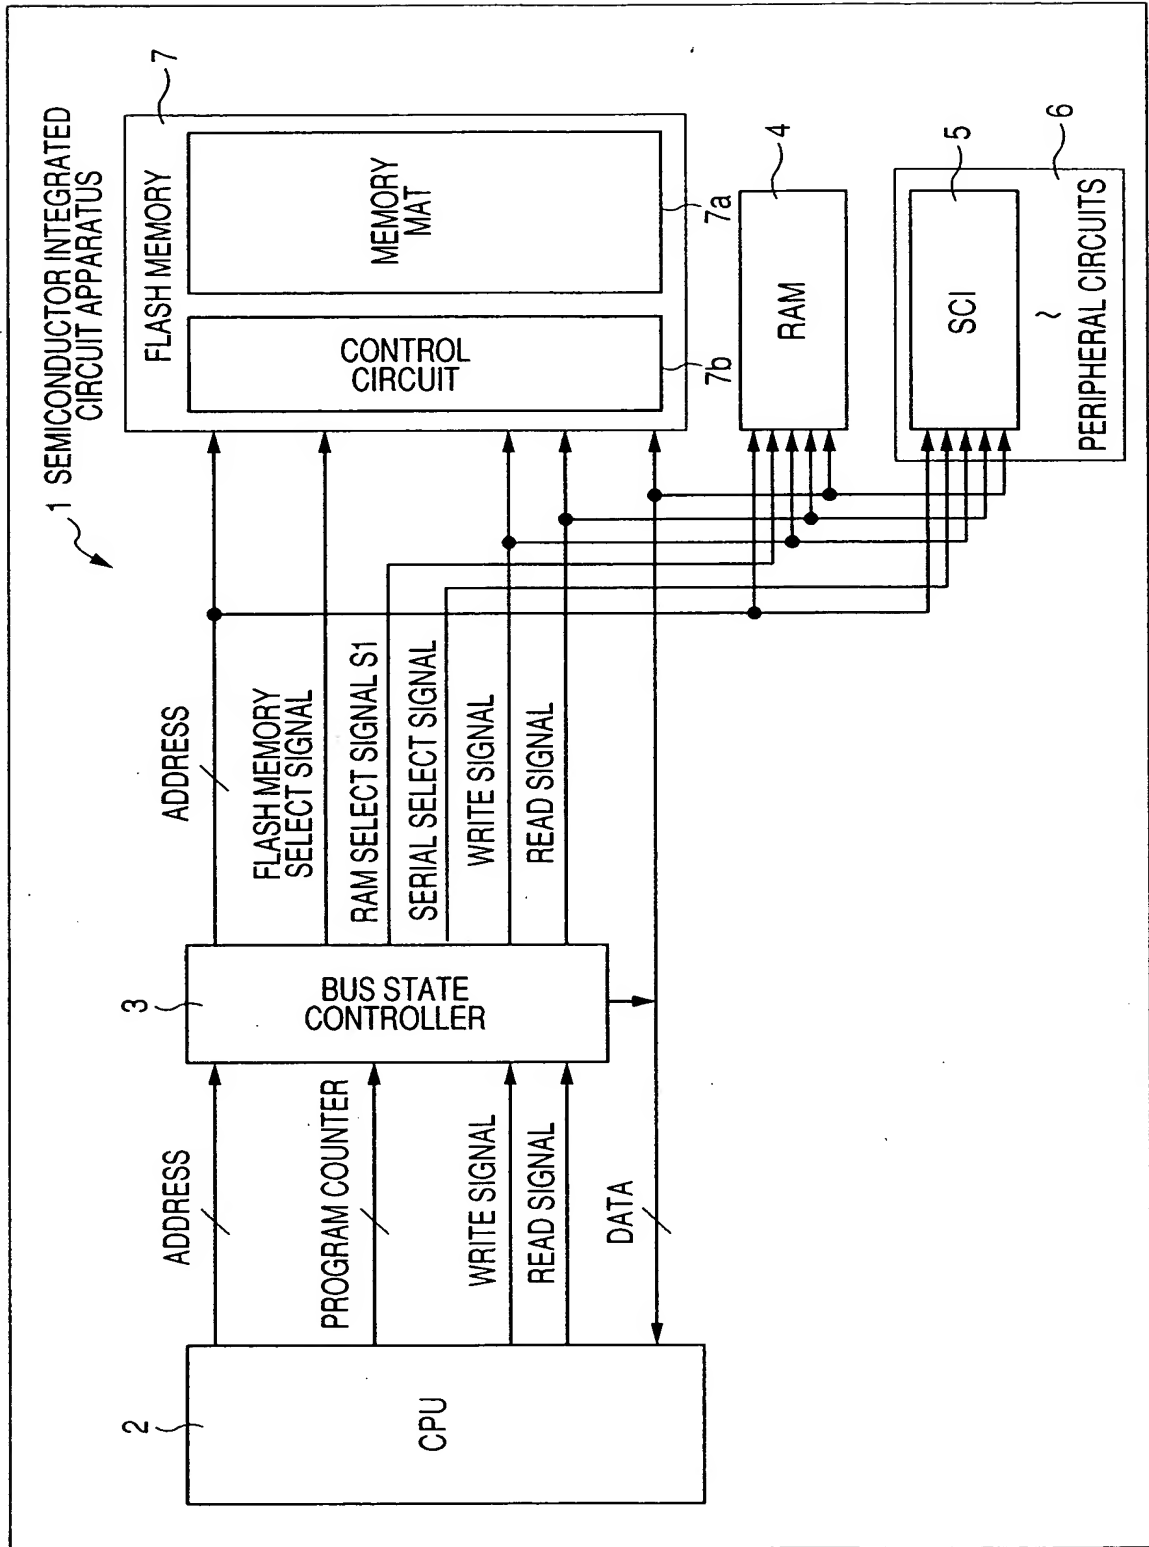 1 SEMICONDUCTOR INTEGRATED
CIRCUIT APPARATUS
7
FLASH MEMORY
MEMORY
MAT
7a
CONTROL
CIRCUIT
7b
4
RAM
5
SCI
6
~
PERIPHERAL CIRCUITS
ADDRESS
FLASH MEMORY
SELECT SIGNAL
RAM SELECT SIGNAL S1
SERIAL SELECT SIGNAL
WRITE SIGNAL
READ SIGNAL
3
BUS STATE
CONTROLLER
ADDRESS
PROGRAM COUNTER
WRITE SIGNAL
READ SIGNAL
DATA
2
CPU